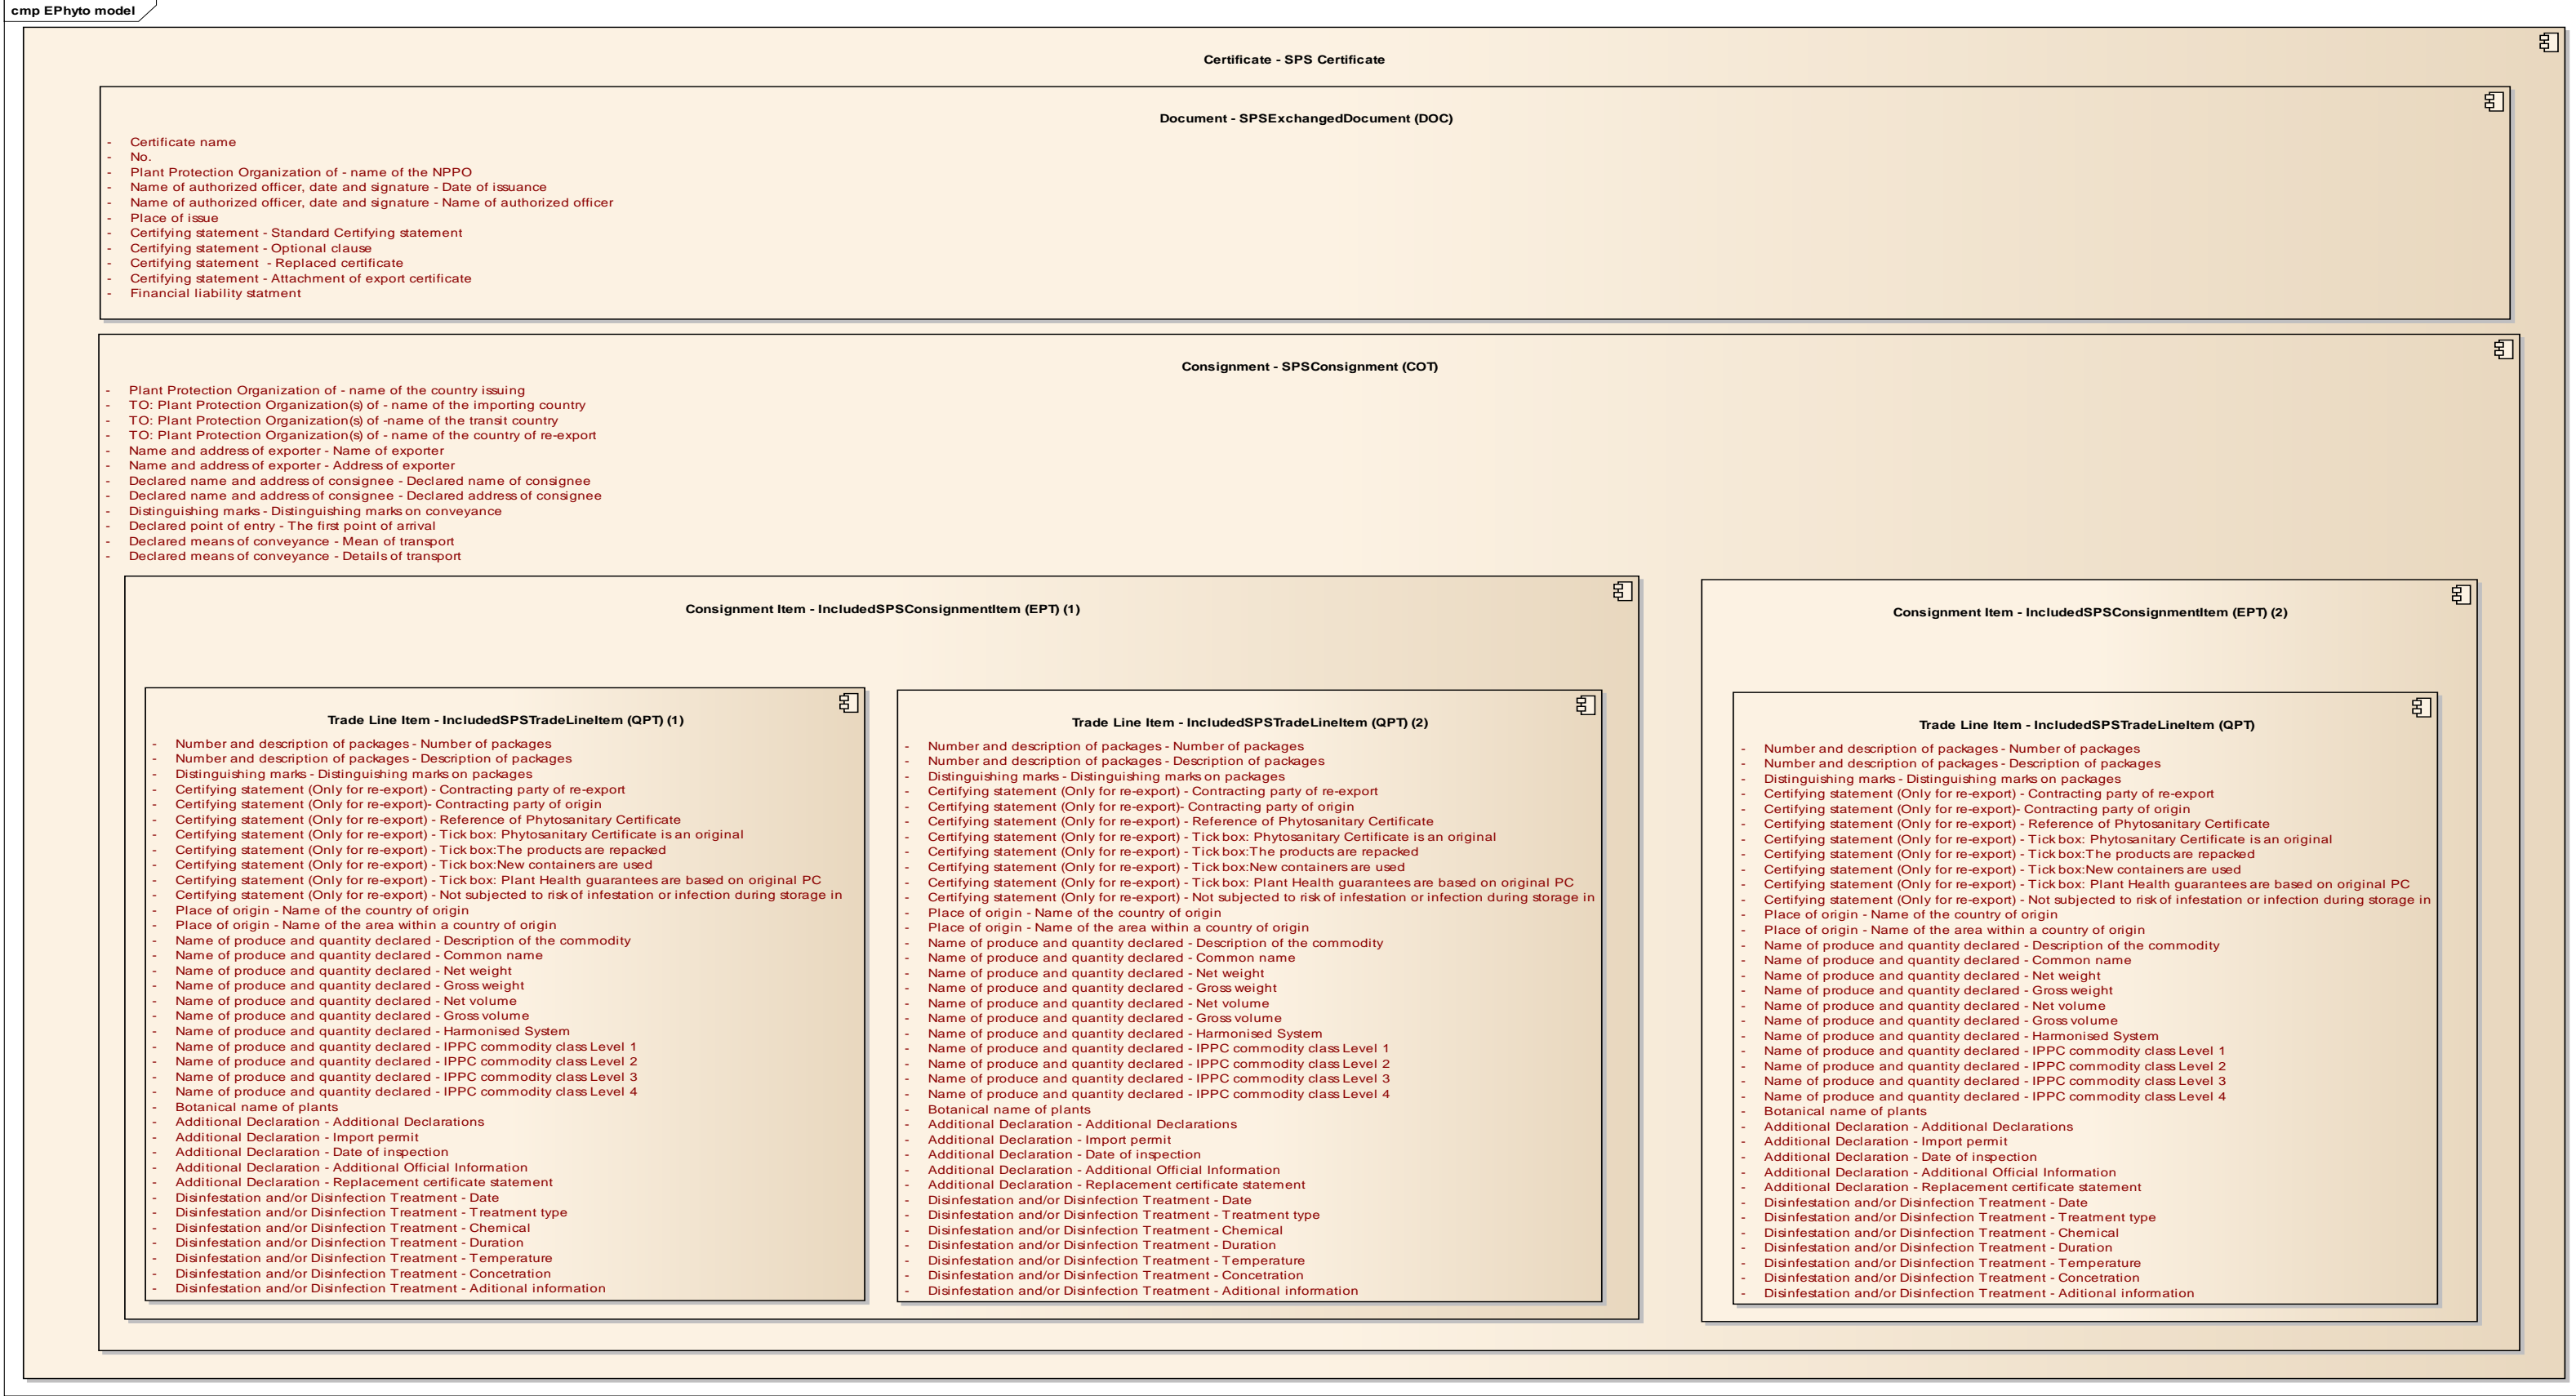 cmp EPhyto model
Certificate - SPS Certificate
Document - SPSExchangedDocument (DOC)
- Certificate name
- No.
- Plant Protection Organization of - name of the NPPO
- Name of authorized officer, date and signature - Date of issuance
- Name of authorized officer, date and signature - Name of authorized officer
- Place of issue
- Certifying statement - Standard Certifying statement
- Certifying statement - Optional clause
- Certifying statement  - Replaced certificate
- Certifying statement - Attachment of export certificate
- Financial liability statment
Consignment - SPSConsignment (COT)
- Plant Protection Organization of - name of the country issuing
- TO: Plant Protection Organization(s) of - name of the importing country
- TO: Plant Protection Organization(s) of -name of the transit country
- TO: Plant Protection Organization(s) of - name of the country of re-export
- Name and address of exporter - Name of exporter
- Name and address of exporter - Address of exporter
- Declared name and address of consignee - Declared name of consignee
- Declared name and address of consignee - Declared address of consignee
- Distinguishing marks - Distinguishing marks on conveyance
- Declared point of entry - The first point of arrival
- Declared means of conveyance - Mean of transport
- Declared means of conveyance - Details of transport
Consignment Item - IncludedSPSConsignmentItem (EPT) (1)
Trade Line Item - IncludedSPSTradeLineItem (QPT) (1)
- Number and description of packages - Number of packages
- Number and description of packages - Description of packages
- Distinguishing marks - Distinguishing marks on packages
- Certifying statement (Only for re-export) - Contracting party of re-export
- Certifying statement (Only for re-export)- Contracting party of origin
- Certifying statement (Only for re-export) - Reference of Phytosanitary Certificate
- Certifying statement (Only for re-export) - Tick box: Phytosanitary Certificate is an original
- Certifying statement (Only for re-export) - Tick box:The products are repacked
- Certifying statement (Only for re-export) - Tick box:New containers are used
- Certifying statement (Only for re-export) - Tick box: Plant Health guarantees are based on original PC
- Certifying statement (Only for re-export) - Not subjected to risk of infestation or infection during storage in
- Place of origin - Name of the country of origin
- Place of origin - Name of the area within a country of origin
- Name of produce and quantity declared - Description of the commodity
- Name of produce and quantity declared - Common name
- Name of produce and quantity declared - Net weight
- Name of produce and quantity declared - Gross weight
- Name of produce and quantity declared - Net volume
- Name of produce and quantity declared - Gross volume
- Name of produce and quantity declared - Harmonised System
- Name of produce and quantity declared - IPPC commodity class Level 1
- Name of produce and quantity declared - IPPC commodity class Level 2
- Name of produce and quantity declared - IPPC commodity class Level 3
- Name of produce and quantity declared - IPPC commodity class Level 4
- Botanical name of plants
- Additional Declaration - Additional Declarations
- Additional Declaration - Import permit
- Additional Declaration - Date of inspection
- Additional Declaration - Additional Official Information
- Additional Declaration - Replacement certificate statement
- Disinfestation and/or Disinfection Treatment - Date
- Disinfestation and/or Disinfection Treatment - Treatment type
- Disinfestation and/or Disinfection Treatment - Chemical
- Disinfestation and/or Disinfection Treatment - Duration
- Disinfestation and/or Disinfection Treatment - Temperature
- Disinfestation and/or Disinfection Treatment - Concetration
- Disinfestation and/or Disinfection Treatment - Aditional information
Trade Line Item - IncludedSPSTradeLineItem (QPT) (2)
- Number and description of packages - Number of packages
- Number and description of packages - Description of packages
- Distinguishing marks - Distinguishing marks on packages
- Certifying statement (Only for re-export) - Contracting party of re-export
- Certifying statement (Only for re-export)- Contracting party of origin
- Certifying statement (Only for re-export) - Reference of Phytosanitary Certificate
- Certifying statement (Only for re-export) - Tick box: Phytosanitary Certificate is an original
- Certifying statement (Only for re-export) - Tick box:The products are repacked
- Certifying statement (Only for re-export) - Tick box:New containers are used
- Certifying statement (Only for re-export) - Tick box: Plant Health guarantees are based on original PC
- Certifying statement (Only for re-export) - Not subjected to risk of infestation or infection during storage in
- Place of origin - Name of the country of origin
- Place of origin - Name of the area within a country of origin
- Name of produce and quantity declared - Description of the commodity
- Name of produce and quantity declared - Common name
- Name of produce and quantity declared - Net weight
- Name of produce and quantity declared - Gross weight
- Name of produce and quantity declared - Net volume
- Name of produce and quantity declared - Gross volume
- Name of produce and quantity declared - Harmonised System
- Name of produce and quantity declared - IPPC commodity class Level 1
- Name of produce and quantity declared - IPPC commodity class Level 2
- Name of produce and quantity declared - IPPC commodity class Level 3
- Name of produce and quantity declared - IPPC commodity class Level 4
- Botanical name of plants
- Additional Declaration - Additional Declarations
- Additional Declaration - Import permit
- Additional Declaration - Date of inspection
- Additional Declaration - Additional Official Information
- Additional Declaration - Replacement certificate statement
- Disinfestation and/or Disinfection Treatment - Date
- Disinfestation and/or Disinfection Treatment - Treatment type
- Disinfestation and/or Disinfection Treatment - Chemical
- Disinfestation and/or Disinfection Treatment - Duration
- Disinfestation and/or Disinfection Treatment - Temperature
- Disinfestation and/or Disinfection Treatment - Concetration
- Disinfestation and/or Disinfection Treatment - Aditional information
Consignment Item - IncludedSPSConsignmentItem (EPT) (2)
Trade Line Item - IncludedSPSTradeLineItem (QPT)
- Number and description of packages - Number of packages
- Number and description of packages - Description of packages
- Distinguishing marks - Distinguishing marks on packages
- Certifying statement (Only for re-export) - Contracting party of re-export
- Certifying statement (Only for re-export)- Contracting party of origin
- Certifying statement (Only for re-export) - Reference of Phytosanitary Certificate
- Certifying statement (Only for re-export) - Tick box: Phytosanitary Certificate is an original
- Certifying statement (Only for re-export) - Tick box:The products are repacked
- Certifying statement (Only for re-export) - Tick box:New containers are used
- Certifying statement (Only for re-export) - Tick box: Plant Health guarantees are based on original PC
- Certifying statement (Only for re-export) - Not subjected to risk of infestation or infection during storage in
- Place of origin - Name of the country of origin
- Place of origin - Name of the area within a country of origin
- Name of produce and quantity declared - Description of the commodity
- Name of produce and quantity declared - Common name
- Name of produce and quantity declared - Net weight
- Name of produce and quantity declared - Gross weight
- Name of produce and quantity declared - Net volume
- Name of produce and quantity declared - Gross volume
- Name of produce and quantity declared - Harmonised System
- Name of produce and quantity declared - IPPC commodity class Level 1
- Name of produce and quantity declared - IPPC commodity class Level 2
- Name of produce and quantity declared - IPPC commodity class Level 3
- Name of produce and quantity declared - IPPC commodity class Level 4
- Botanical name of plants
- Additional Declaration - Additional Declarations
- Additional Declaration - Import permit
- Additional Declaration - Date of inspection
- Additional Declaration - Additional Official Information
- Additional Declaration - Replacement certificate statement
- Disinfestation and/or Disinfection Treatment - Date
- Disinfestation and/or Disinfection Treatment - Treatment type
- Disinfestation and/or Disinfection Treatment - Chemical
- Disinfestation and/or Disinfection Treatment - Duration
- Disinfestation and/or Disinfection Treatment - Temperature
- Disinfestation and/or Disinfection Treatment - Concetration
- Disinfestation and/or Disinfection Treatment - Aditional information